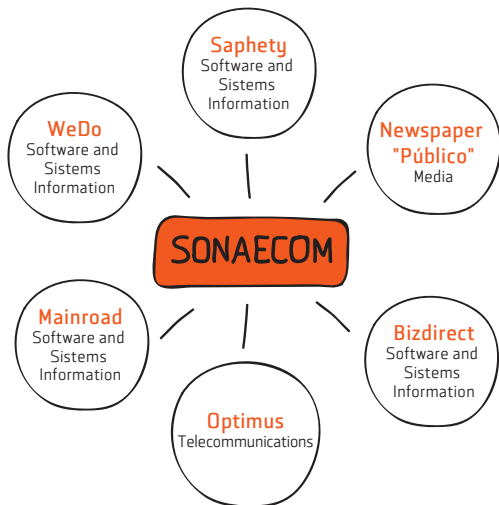 Saphety
Software and
Sistems
Information
WeDo
Software and
Sistems
Information
Newspaper
"Público"
Media
SONAECOM
Mainroad
Software and
Sistems
Information
Bizdirect
Software and
Sistems
Information
Optimus
Telecommunications